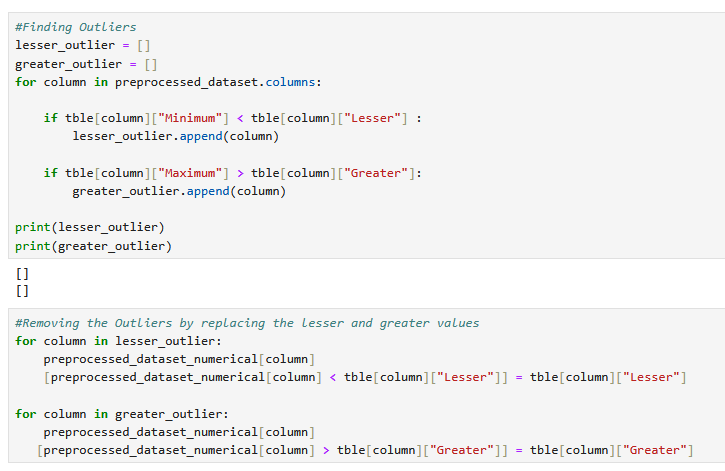 #Finding Outliers
lesser_outlier = []
greater_outlier = []
for column in preprocessed_dataset.columns:
    if tble[column]["Minimum"] < tble[column]["Lesser"] :
        lesser_outlier.append(column)
    if tble[column]["Maximum"] > tble[column]["Greater"]:
        greater_outlier.append(column)
print(lesser_outlier)
print(greater_outlier)
[]
[]
#Removing the Outliers by replacing the lesser and greater values
for column in lesser_outlier:
    preprocessed_dataset_numerical[column]
    [preprocessed_dataset_numerical[column] < tble[column]["Lesser"]] = tble[column]["Lesser"]
for column in greater_outlier:
    preprocessed_dataset_numerical[column]
   [preprocessed_dataset_numerical[column] > tble[column]["Greater"]] = tble[column]["Greater"]